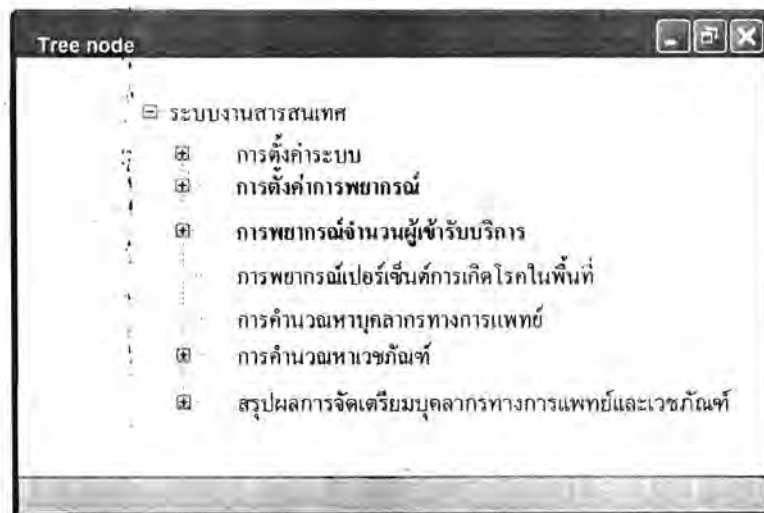 Tree node
ระบบงานสารสนเทศ
การตั้งค่าระบบ
การตั้งค่าการพยากรณ์
การพยากรณ์จำนวนผู้เข้ารับบริการ
การพยากรณ์เปอร์เซ็นต์การเกิดโรคในพื้นที่
การคำนวณหาบุคลากรทางการแพทย์
การคำนวณหาเวชภัณฑ์
สรุปผลการจัดเตรียมบุคลากรทางการแพทย์และเวชภัณฑ์